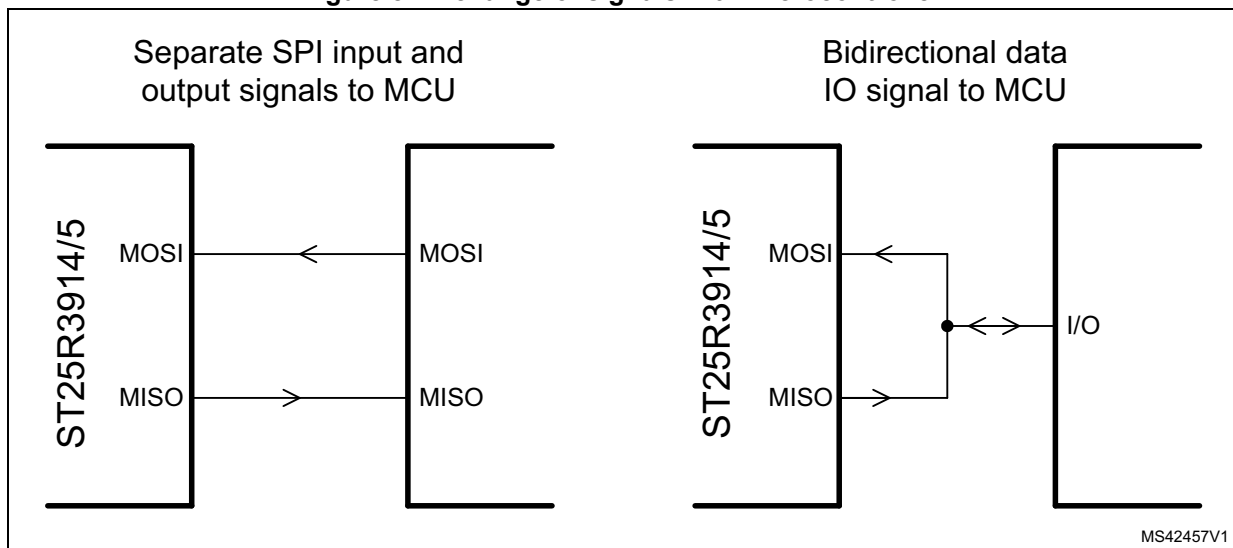 Separate SPI input and
output signals to MCU
ST25R3914/5
MOSI
MISO
MOSI
MISO
Bidirectional data
IO signal to MCU
ST25R3914/5
MOSI
MISO
I/O
MS42457V1